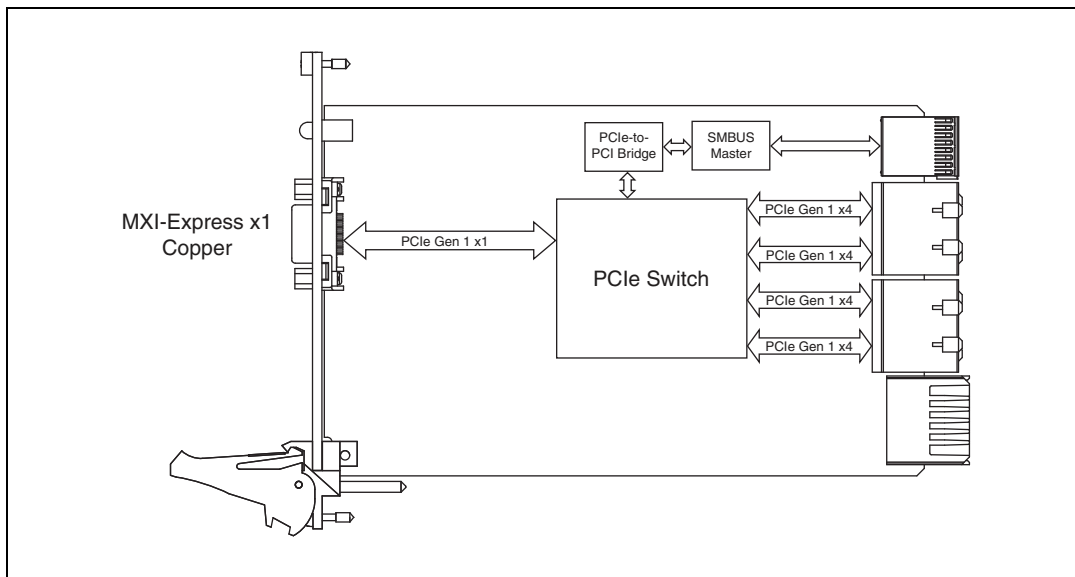 PCIe-to-
PCI Bridge
SMBUS
Master
MXI-Express x1
Copper
PCIe Gen 1 x1
PCIe Switch
PCIe Gen 1 x4
PCIe Gen 1 x4
PCIe Gen 1 x4
PCIe Gen 1 x4